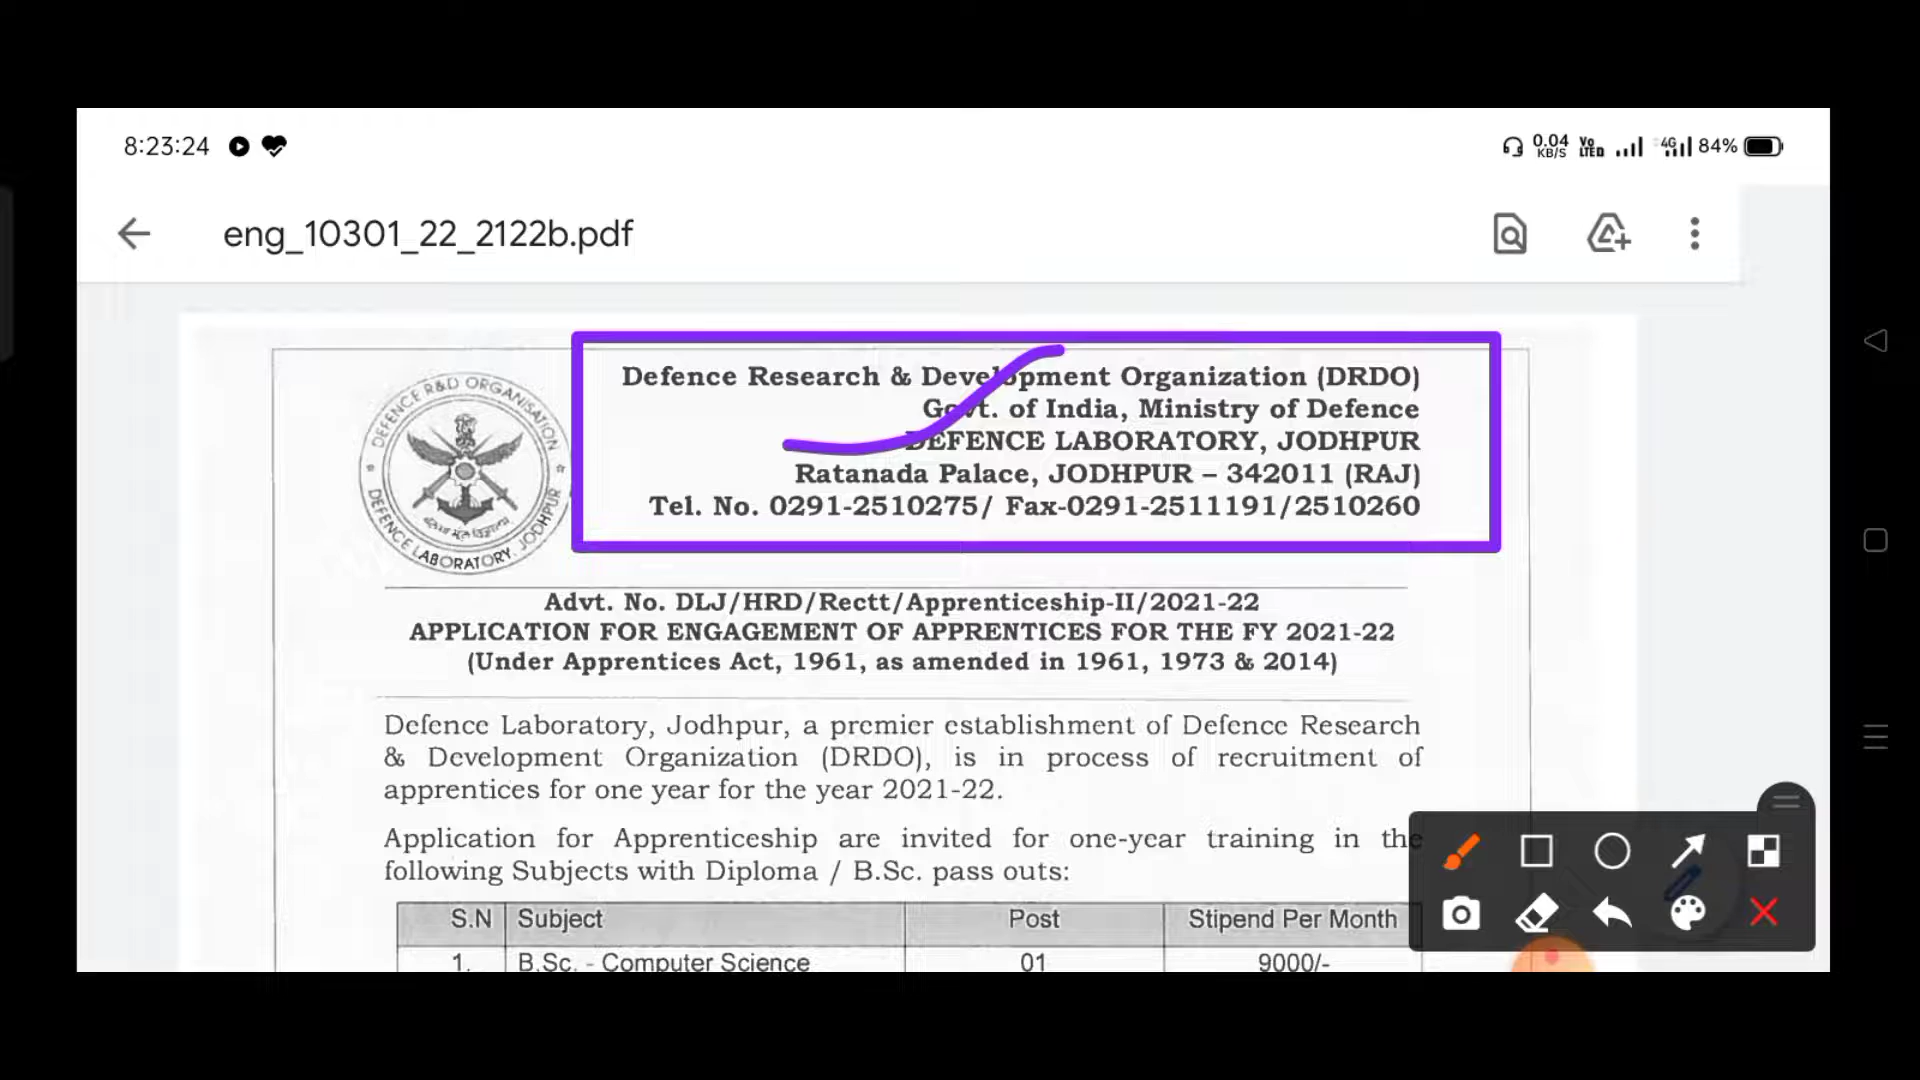 8:23:24
0.04 KB/S Vo LTED 4G 84%
eng_10301_22_2122b.pdf
Defence Research & Development Organization (DRDO)
Govt. of India, Ministry of Defence
DEFENCE LABORATORY, JODHPUR
Ratanada Palace, JODHPUR – 342011 (RAJ)
Tel. No. 0291-2510275/ Fax-0291-2511191/2510260
DEFENCE R&D ORGANISATION
DEFENCE LABORATORY, JODHPUR
Advt. No. DLJ/HRD/Rectt/Apprenticeship-II/2021-22
APPLICATION FOR ENGAGEMENT OF APPRENTICES FOR THE FY 2021-22
(Under Apprentices Act, 1961, as amended in 1961, 1973 & 2014)
Defence Laboratory, Jodhpur, a premier establishment of Defence Research
& Development Organization (DRDO), is in process of recruitment of
apprentices for one year for the year 2021-22.
Application for Apprenticeship are invited for one-year training in the
following Subjects with Diploma / B.Sc. pass outs:
S.N Subject Post Stipend Per Month
1. B.Sc. - Computer Science 01 9000/-